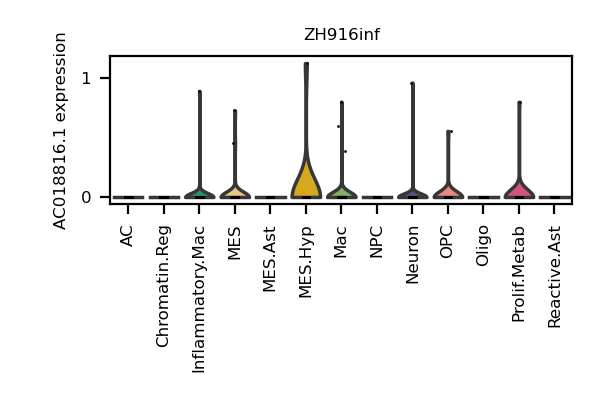 ZH916inf
AC018816.1 expression
1
0
AC
Chromatin.Reg
Inflammatory.Mac
MES
MES.Ast
MES.Hyp
Mac
NPC
Neuron
OPC
Oligo
Prolif.Metab
Reactive.Ast